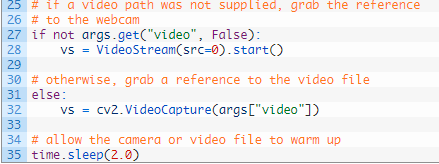 25 # if a video path was not supplied, grab the reference
26 # to the webcam
27 if not args.get("video", False):
28     vs = VideoStream(src=0).start()
29
30 # otherwise, grab a reference to the video file
31 else:
32     vs = cv2.VideoCapture(args["video"])
33
34 # allow the camera or video file to warm up
35 time.sleep(2.0)